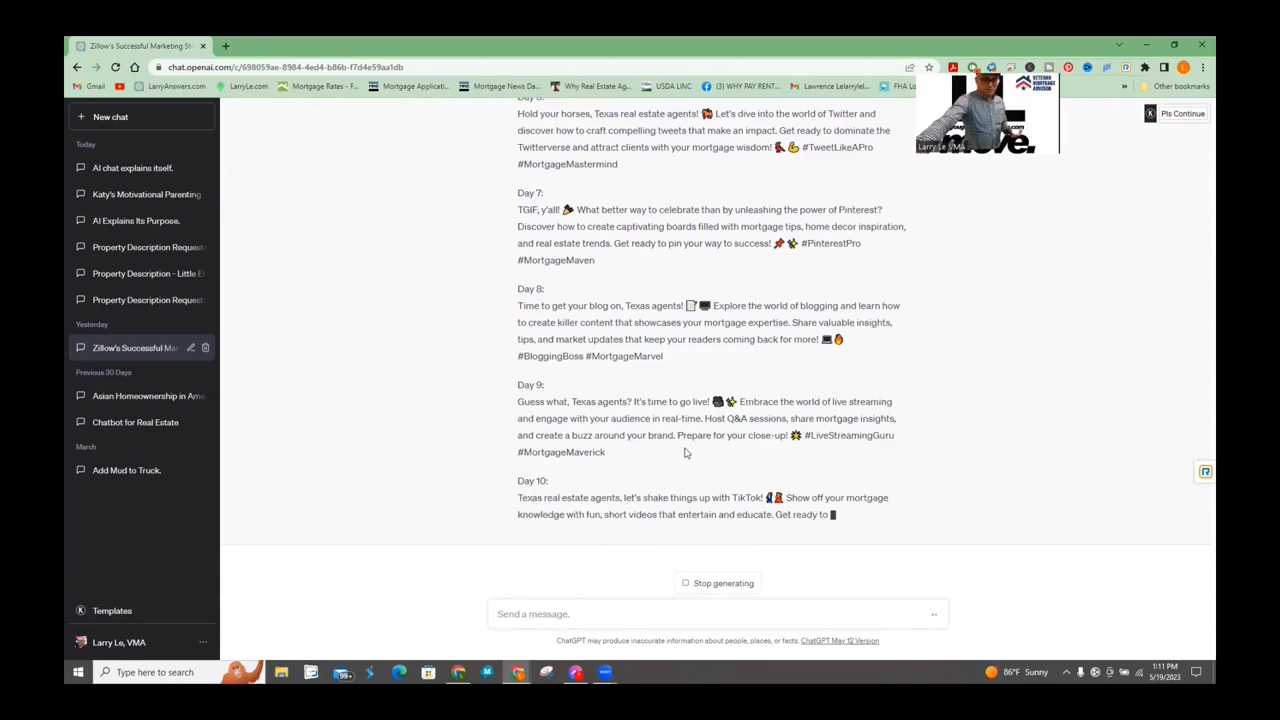 Zillow's Successful Marketing St
chat.openai.com/c/698059ae-8984-4ed4-b86b-f7d4e59aa1db
Gmail
LarryAnswers.com
LarryLe.com
Mortgage Rates - F...
Mortgage Applicati...
Mortgage News Da...
Why Real Estate Ag...
USDA LINC
(3) WHY PAY RENT...
Lawrence Lelarryle!...
FHA Lo
Other bookmarks
New chat
Today
AI chat explains itself.
Katy's Motivational Parenting
AI Explains Its Purpose.
Property Description Request
Property Description - Little El
Property Description Request
Yesterday
Zillow's Successful Ma
Previous 30 Days
Asian Homeownership in Ame
Chatbot for Real Estate
March
Add Mud to Truck.
Templates
Larry Le, VMA
VETERAN
MORTGAGE
ADVISOR
move.
Larry Le VMA
Pls Continue
Hold your horses, Texas real estate agents! 🐴 Let's dive into the world of Twitter and
discover how to craft compelling tweets that make an impact. Get ready to dominate the
Twitterverse and attract clients with your mortgage wisdom! 💪 #TweetLikeAPro
#MortgageMastermind
Day 7:
TGIF, y'all! 🎉 What better way to celebrate than by unleashing the power of Pinterest?
Discover how to create captivating boards filled with mortgage tips, home decor inspiration,
and real estate trends. Get ready to pin your way to success! 📌✨ #PinterestPro
#MortgageMaven
Day 8:
Time to get your blog on, Texas agents! 📝💻 Explore the world of blogging and learn how
to create killer content that showcases your mortgage expertise. Share valuable insights,
tips, and market updates that keep your readers coming back for more! 💻🔥
#BloggingBoss #MortgageMarvel
Day 9:
Guess what, Texas agents? It's time to go live! 🎥✨ Embrace the world of live streaming
and engage with your audience in real-time. Host Q&A sessions, share mortgage insights,
and create a buzz around your brand. Prepare for your close-up! 🌟 #LiveStreamingGuru
#MortgageMaverick
Day 10:
Texas real estate agents, let's shake things up with TikTok! Show off your mortgage
knowledge with fun, short videos that entertain and educate. Get ready to
Stop generating
Send a message.
ChatGPT may produce inaccurate information about people, places, or facts. ChatGPT May 12 Version
Type here to search
99+
86°F Sunny
1:11 PM
5/19/2023